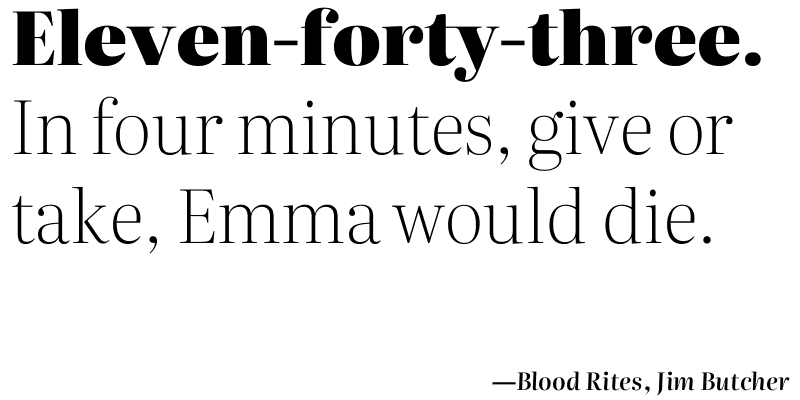 Eleven-forty-three.
In four minutes, give or
take, Emma would die.
—Blood Rites, Jim Butcher